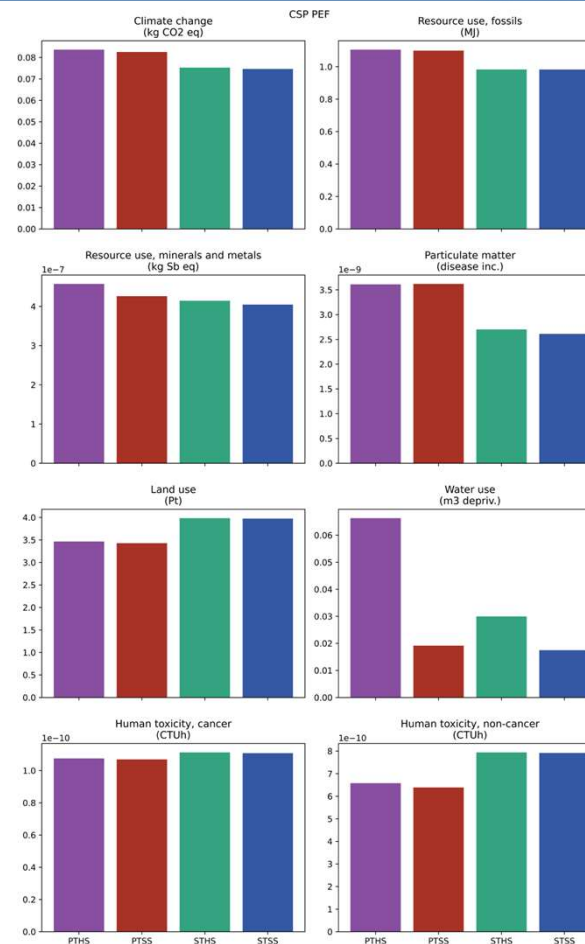 CSP PEF
Climate change
(kg CO2 eq)
0.08
0.07
0.06
0.05
0.04
0.03
0.02
0.01
0.00
Resource use, fossils
(MJ)
1.0
0.8
0.6
0.4
0.2
0.0
Resource use, minerals and metals
(kg Sb eq)
1e−7
4
3
2
1
0
Particulate matter
(disease inc.)
1e−9
3.5
3.0
2.5
2.0
1.5
1.0
0.5
0.0
Land use
(Pt)
4.0
3.5
3.0
2.5
2.0
1.5
1.0
0.5
0.0
Water use
(m3 depriv.)
0.06
0.05
0.04
0.03
0.02
0.01
0.00
Human toxicity, cancer
(CTUh)
1e−10
1.0
0.8
0.6
0.4
0.2
0.0
PTHS PTSS STHS STSS
Human toxicity, non-cancer
(CTUh)
1e−10
8
7
6
5
4
3
2
1
0
PTHS PTSS STHS STSS